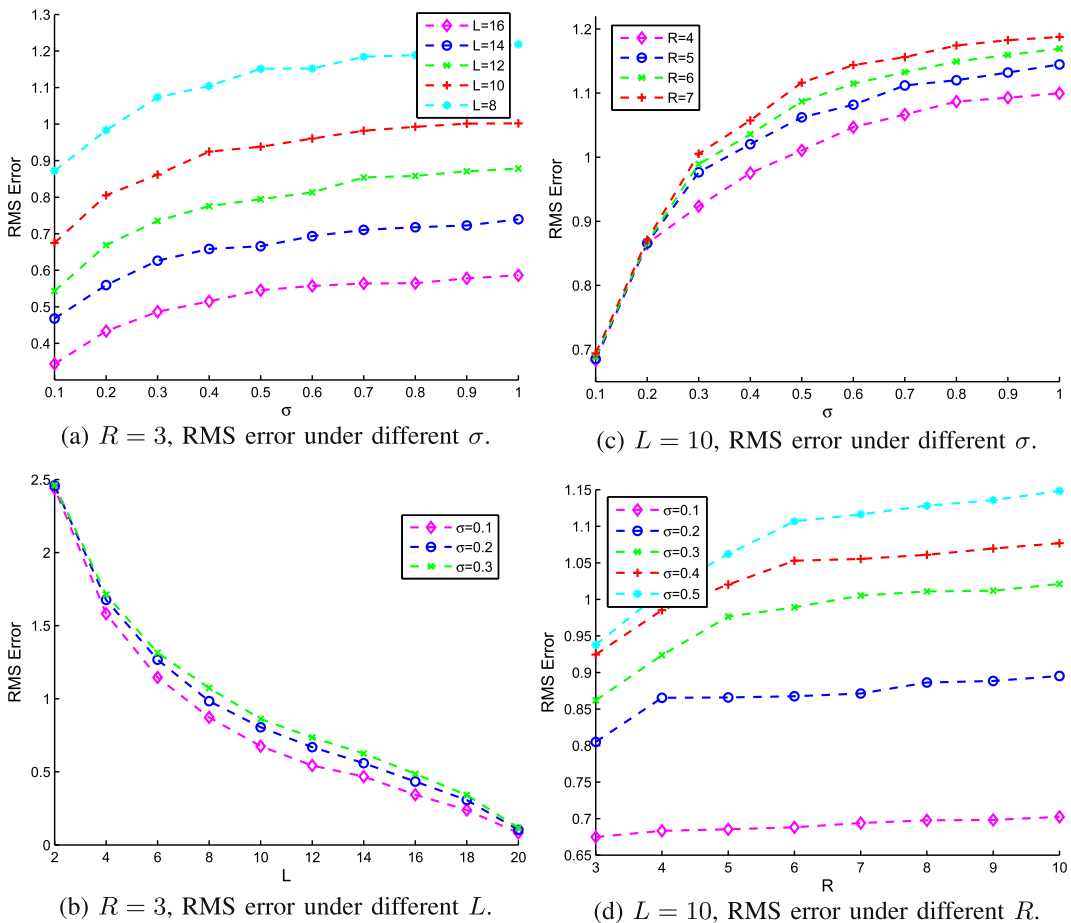 1.3
1.2
1.1
1
0.9
0.8
0.7
0.6
0.5
0.4
RMS Error
L=16
L=14
L=12
L=10
L=8
0.1 0.2 0.3 0.4 0.5 0.6 0.7 0.8 0.9 1
σ
(a) R = 3, RMS error under different σ.
1.2
1.1
1
0.9
0.8
0.7
RMS Error
R=4
R=5
R=6
R=7
0.1 0.2 0.3 0.4 0.5 0.6 0.7 0.8 0.9 1
σ
(c) L = 10, RMS error under different σ.
2.5
2
1.5
1
0.5
0
RMS Error
σ=0.1
σ=0.2
σ=0.3
2 4 6 8 10 12 14 16 18 20
L
(b) R = 3, RMS error under different L.
1.15
1.1
1.05
1
0.95
0.9
0.85
0.8
0.75
0.7
0.65
RMS Error
σ=0.1
σ=0.2
σ=0.3
σ=0.4
σ=0.5
3 4 5 6 7 8 9 10
R
(d) L = 10, RMS error under different R.